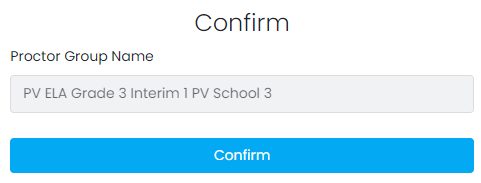 Confirm
Proctor Group Name
PV ELA Grade 3 Interim 1 PV School 3
Confirm